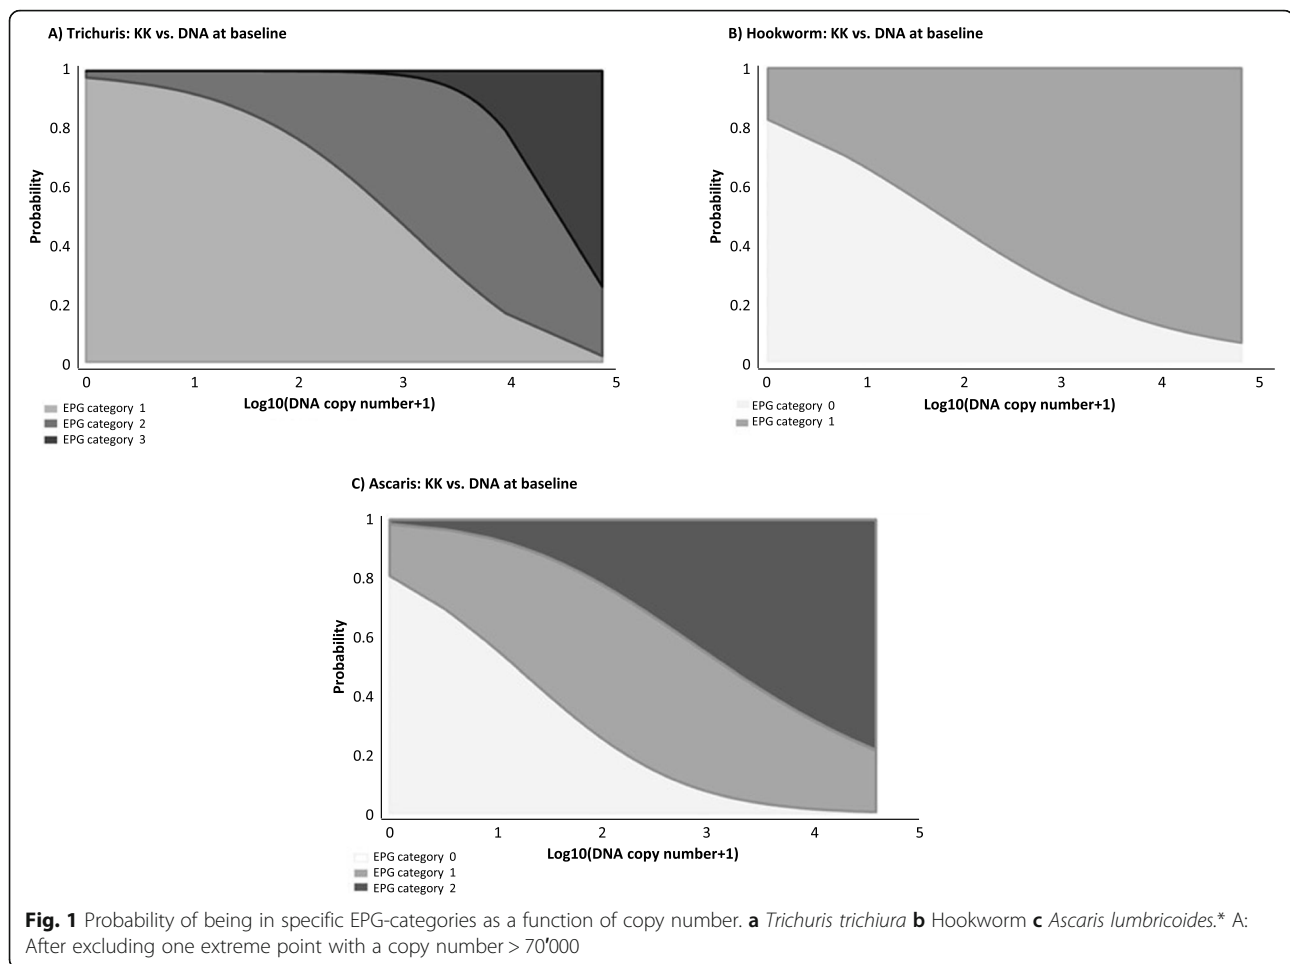 A) Trichuris: KK vs. DNA at baseline
1
0.8
0.6
0.4
0.2
0
Probability
0 1 2 3 4 5
Log10(DNA copy number+1)
EPG category 1
EPG category 2
EPG category 3
B) Hookworm: KK vs. DNA at baseline
1
0.8
0.6
0.4
0.2
0
Probability
0 1 2 3 4 5
Log10(DNA copy number+1)
EPG category 0
EPG category 1
C) Ascaris: KK vs. DNA at baseline
1
0.8
0.6
0.4
0.2
0
Probability
0 1 2 3 4 5
Log10(DNA copy number+1)
EPG category 0
EPG category 1
EPG category 2
Fig. 1 Probability of being in specific EPG-categories as a function of copy number. a Trichuris trichiura b Hookworm c Ascaris lumbricoides.* A:
After excluding one extreme point with a copy number > 70′000